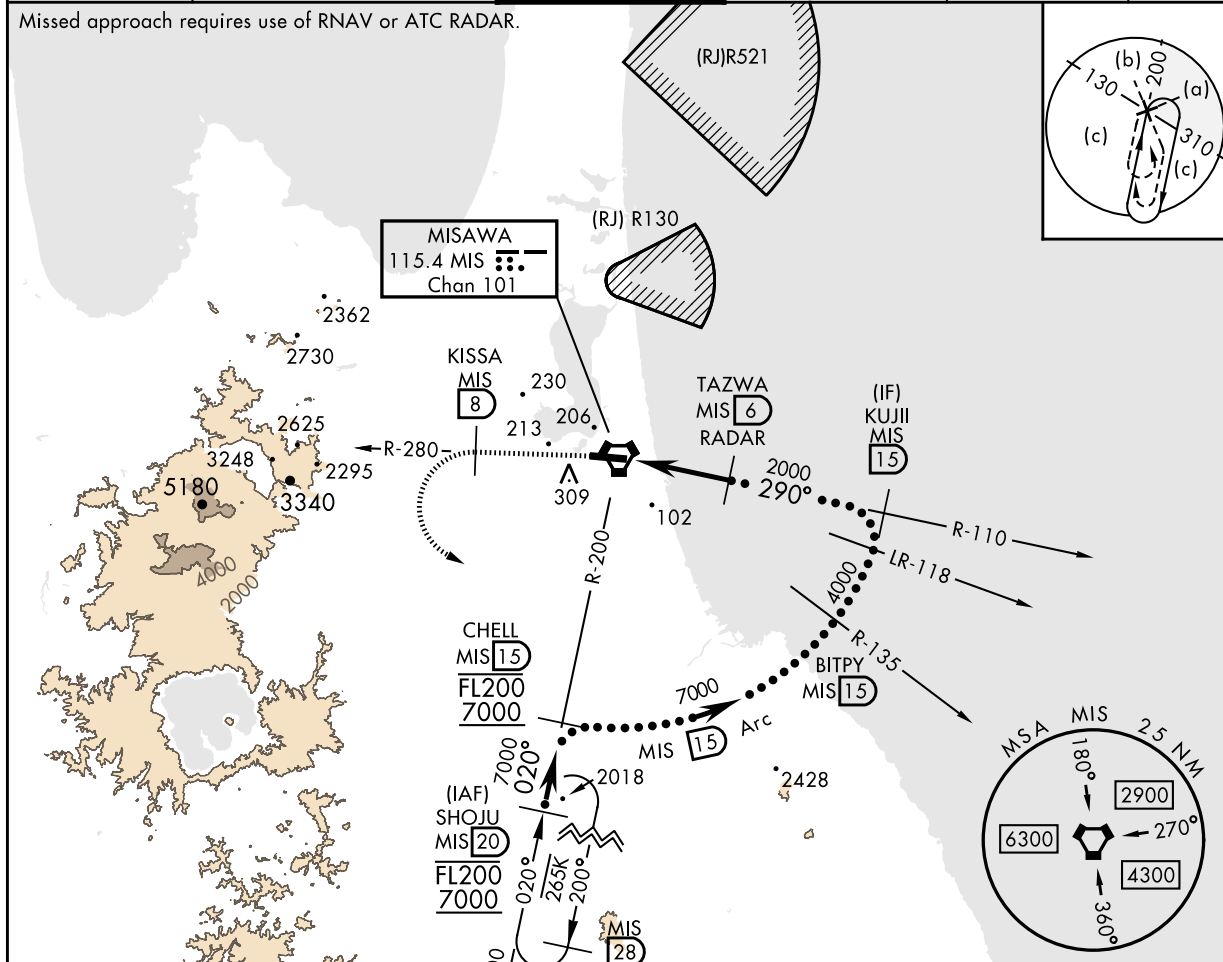 Missed approach requires use of RNAV or ATC RADAR.
(RJ)R521
(b)
200
130
(a)
(c)
310
(c)
(RJ) R130
MISAWA
115.4 MIS
Chan 101
2362
2730
KISSA
MIS
8
230
206
213
TAZWA
MIS 6
RADAR
(IF)
KUJII
MIS
15
2625
3248
2295
5180
3340
R-280
309
102
2000
290°
R-110
LR-118
4000
2000
R-200
4000
R-135
CHELL
MIS 15
FL200
7000
BITPY
MIS 15
7000
MIS 15 Arc
7000
020°
2018
2428
(IAF)
SHOJU
MIS 20
FL200
7000
020°
265K
200°
MIS
28
MSA MIS 25 NM
180°
2900
270°
6300
4300
360°